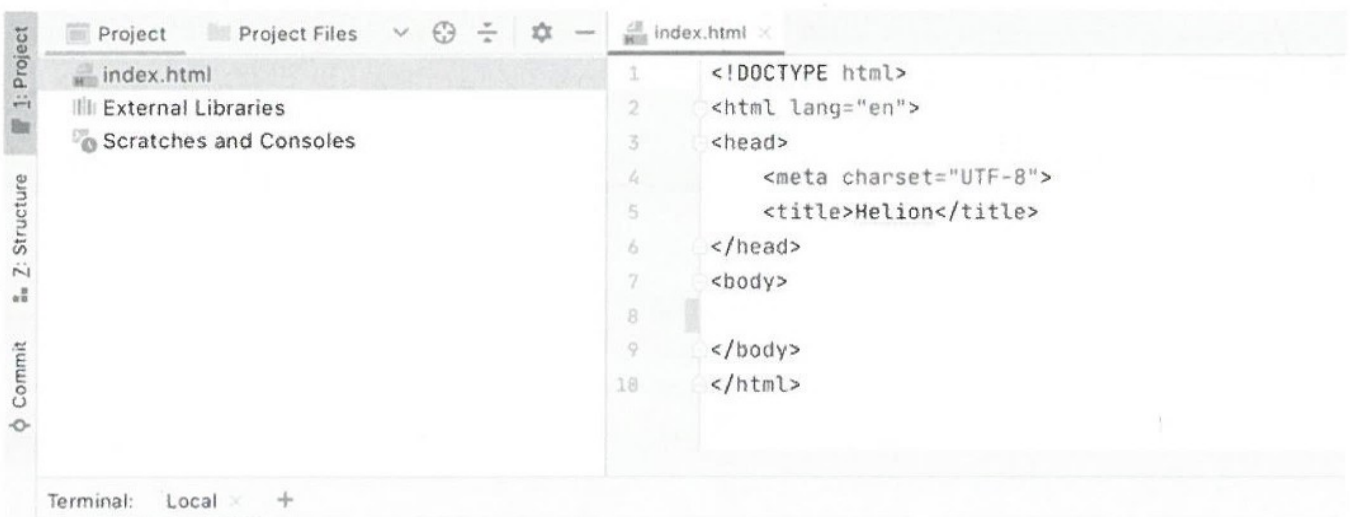 1: Project
Z: Structure
Commit
Project Project Files
index.html
External Libraries
Scratches and Consoles
index.html
1 <!DOCTYPE html>
2 <html lang="en">
3 <head>
4 <meta charset="UTF-8">
5 <title>Helion</title>
6 </head>
7 <body>
8
9 </body>
10 </html>
Terminal: Local +